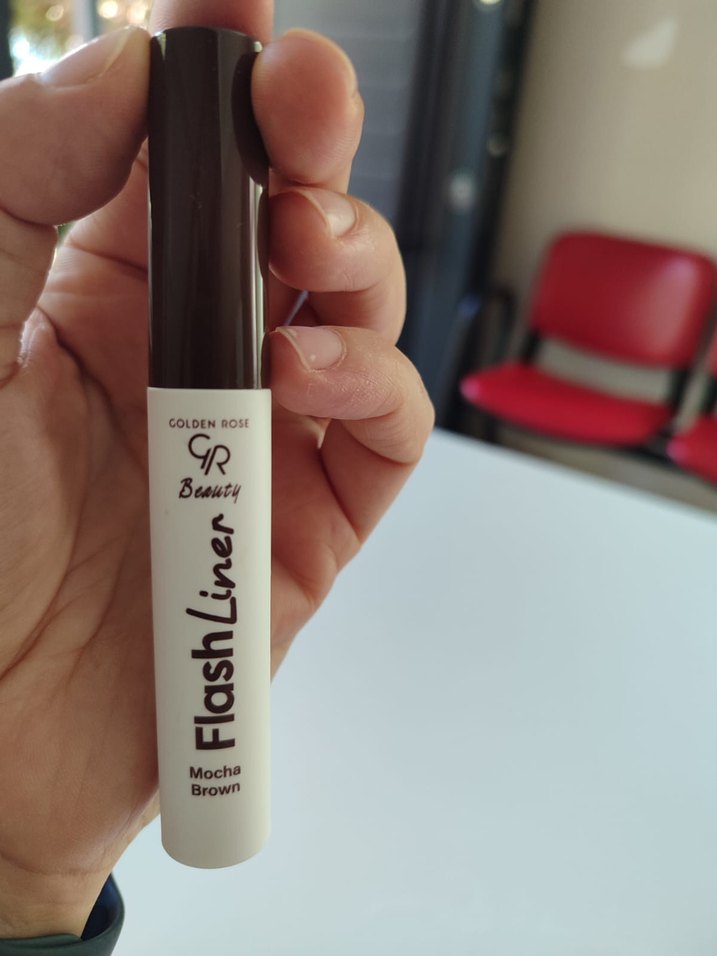 GOLDEN ROSE
GR
Beauty
Flash Liner
Mocha
Brown